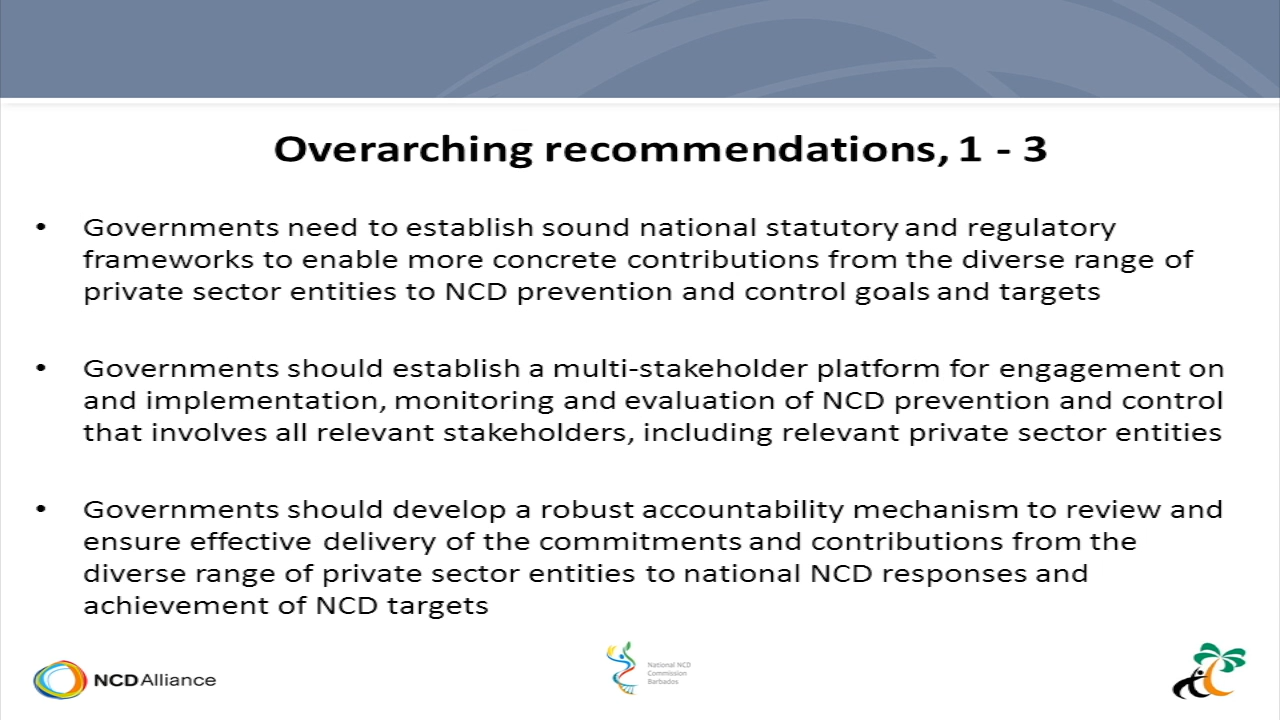 Overarching recommendations, 1 - 3
• Governments need to establish sound national statutory and regulatory
frameworks to enable more concrete contributions from the diverse range of
private sector entities to NCD prevention and control goals and targets
• Governments should establish a multi-stakeholder platform for engagement on
and implementation, monitoring and evaluation of NCD prevention and control
that involves all relevant stakeholders, including relevant private sector entities
• Governments should develop a robust accountability mechanism to review and
ensure effective delivery of the commitments and contributions from the
diverse range of private sector entities to national NCD responses and
achievement of NCD targets
NCDAlliance
National NCD
Commission
Barbados